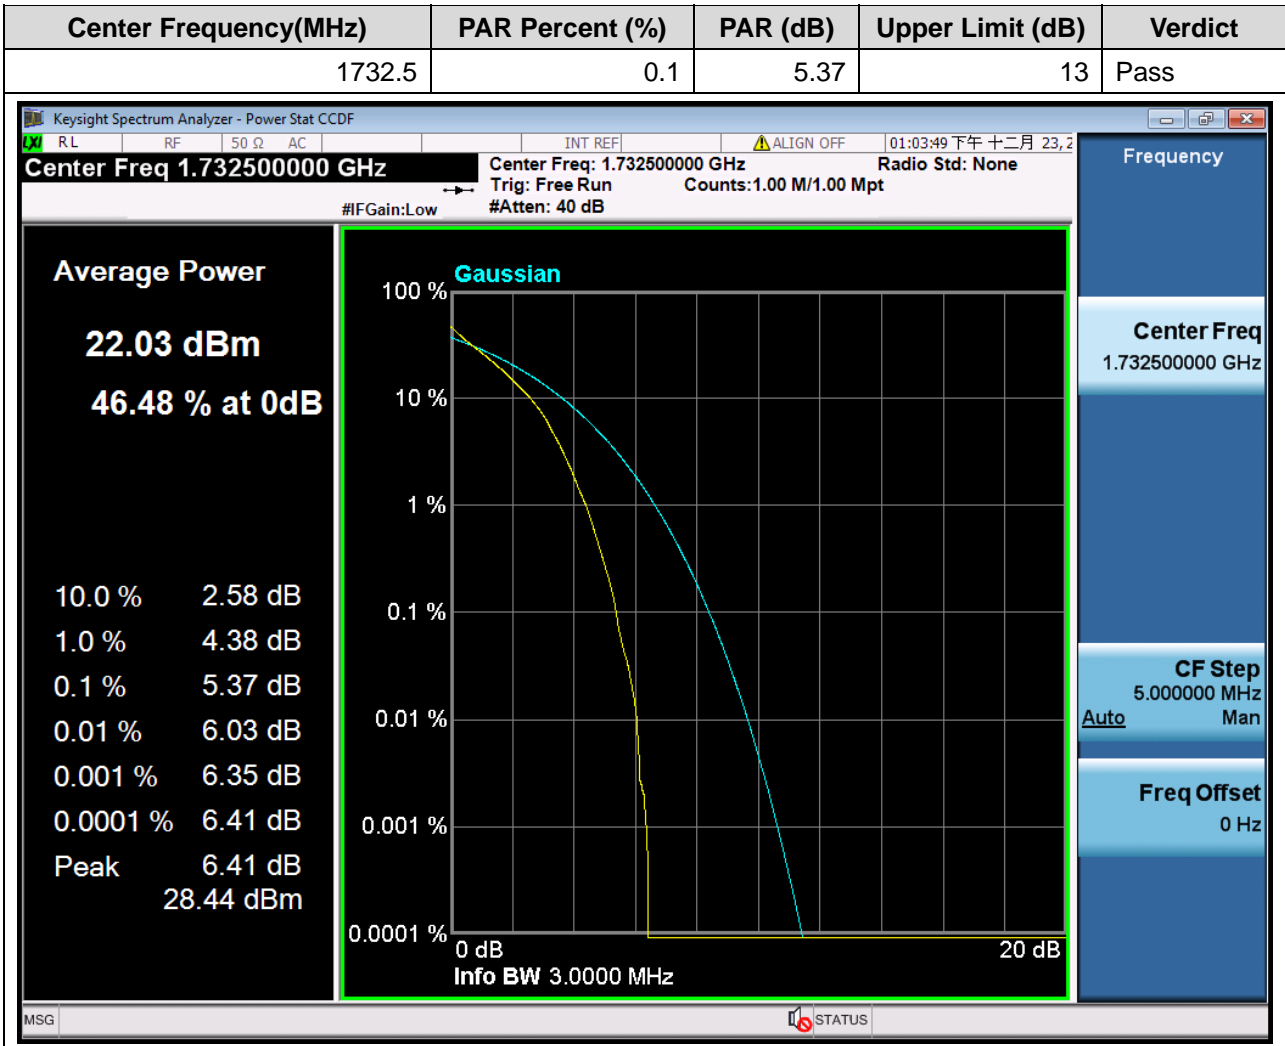 Center Frequency(MHz) PAR Percent (%) PAR (dB) Upper Limit (dB) Verdict
1732.5 0.1 5.37 13 Pass
Keysight Spectrum Analyzer - Power Stat CCDF
LXI RL RF 50 Ω AC INT REF ALIGN OFF 01:03:49 下午 十二月 23, 2
Center Freq 1.732500000 GHz
Center Freq: 1.732500000 GHz Radio Std: None
Trig: Free Run Counts:1.00 M/1.00 Mpt
#IFGain:Low #Atten: 40 dB
Average Power
22.03 dBm
46.48 % at 0dB
10.0 % 2.58 dB
1.0 % 4.38 dB
0.1 % 5.37 dB
0.01 % 6.03 dB
0.001 % 6.35 dB
0.0001 % 6.41 dB
Peak 6.41 dB
28.44 dBm
Gaussian
100 %
10 %
1 %
0.1 %
0.01 %
0.001 %
0.0001 %
0 dB 20 dB
Info BW 3.0000 MHz
Frequency
Center Freq
1.732500000 GHz
CF Step
5.000000 MHz
Auto Man
Freq Offset
0 Hz
MSG STATUS